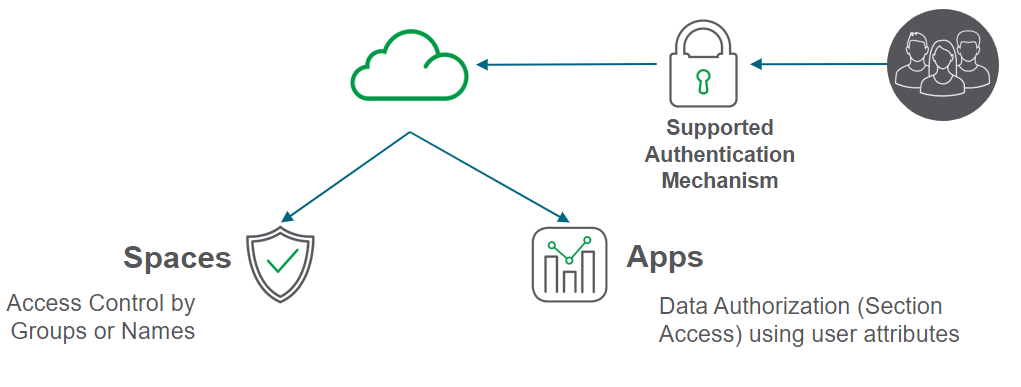 Supported
Authentication
Mechanism
Spaces
Access Control by
Groups or Names
Apps
Data Authorization (Section
Access) using user attributes